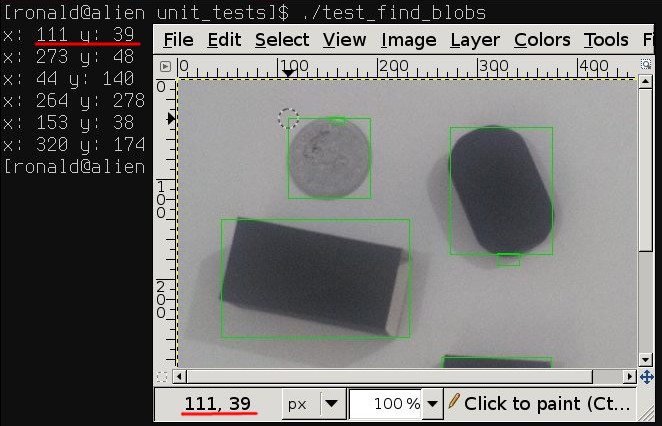 [ronald@alien unit_tests]$ ./test_find_blobs
x: 111 y: 39
x: 273 y: 48
x: 44 y: 140
x: 264 y: 278
x: 153 y: 38
x: 320 y: 174
[ronald@alien
File Edit Select View Image Layer Colors Tools Fi
0 100 200 300 400
0
100
200
111, 39 px 100 % Click to paint (Ct...